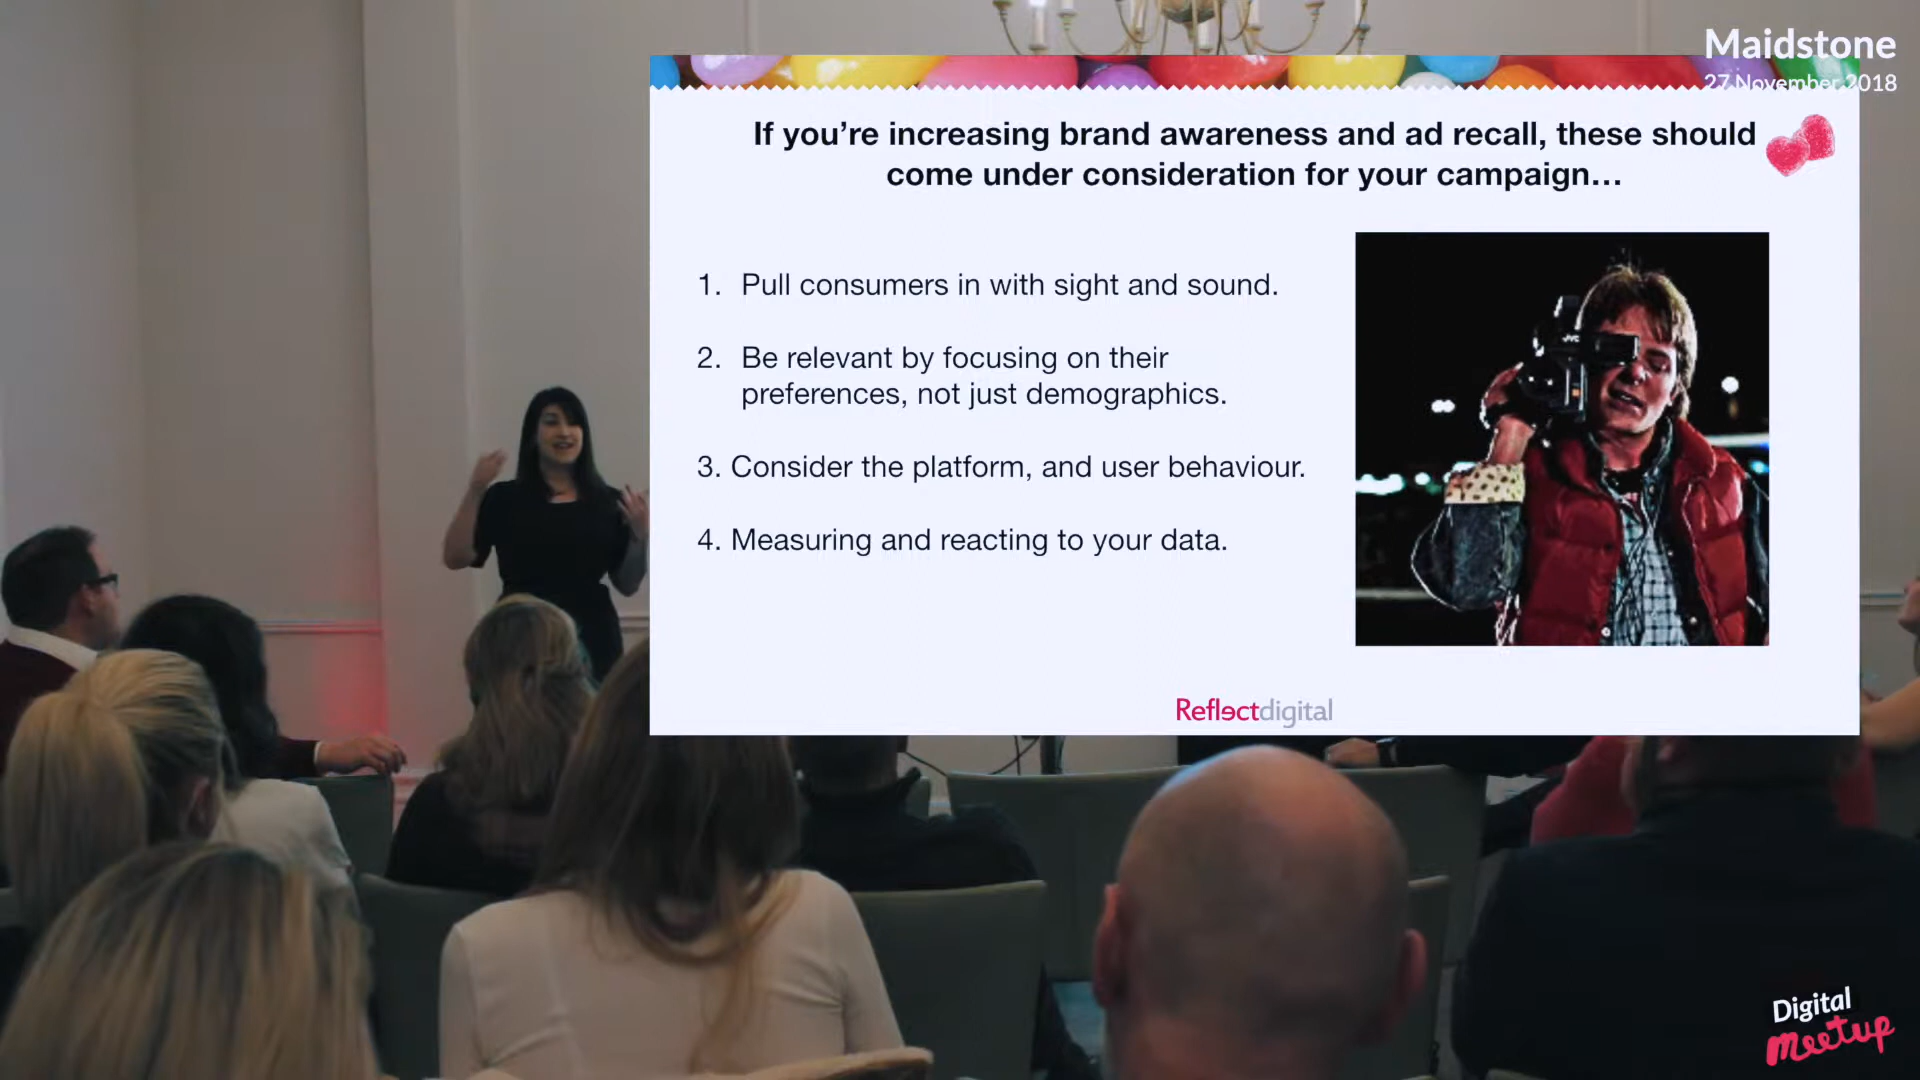 Maidstone
27 November 2018
If you’re increasing brand awareness and ad recall, these should
come under consideration for your campaign…
1. Pull consumers in with sight and sound.
2. Be relevant by focusing on their
preferences, not just demographics.
3. Consider the platform, and user behaviour.
4. Measuring and reacting to your data.
JVC
Reflectdigital
Digital
meetup